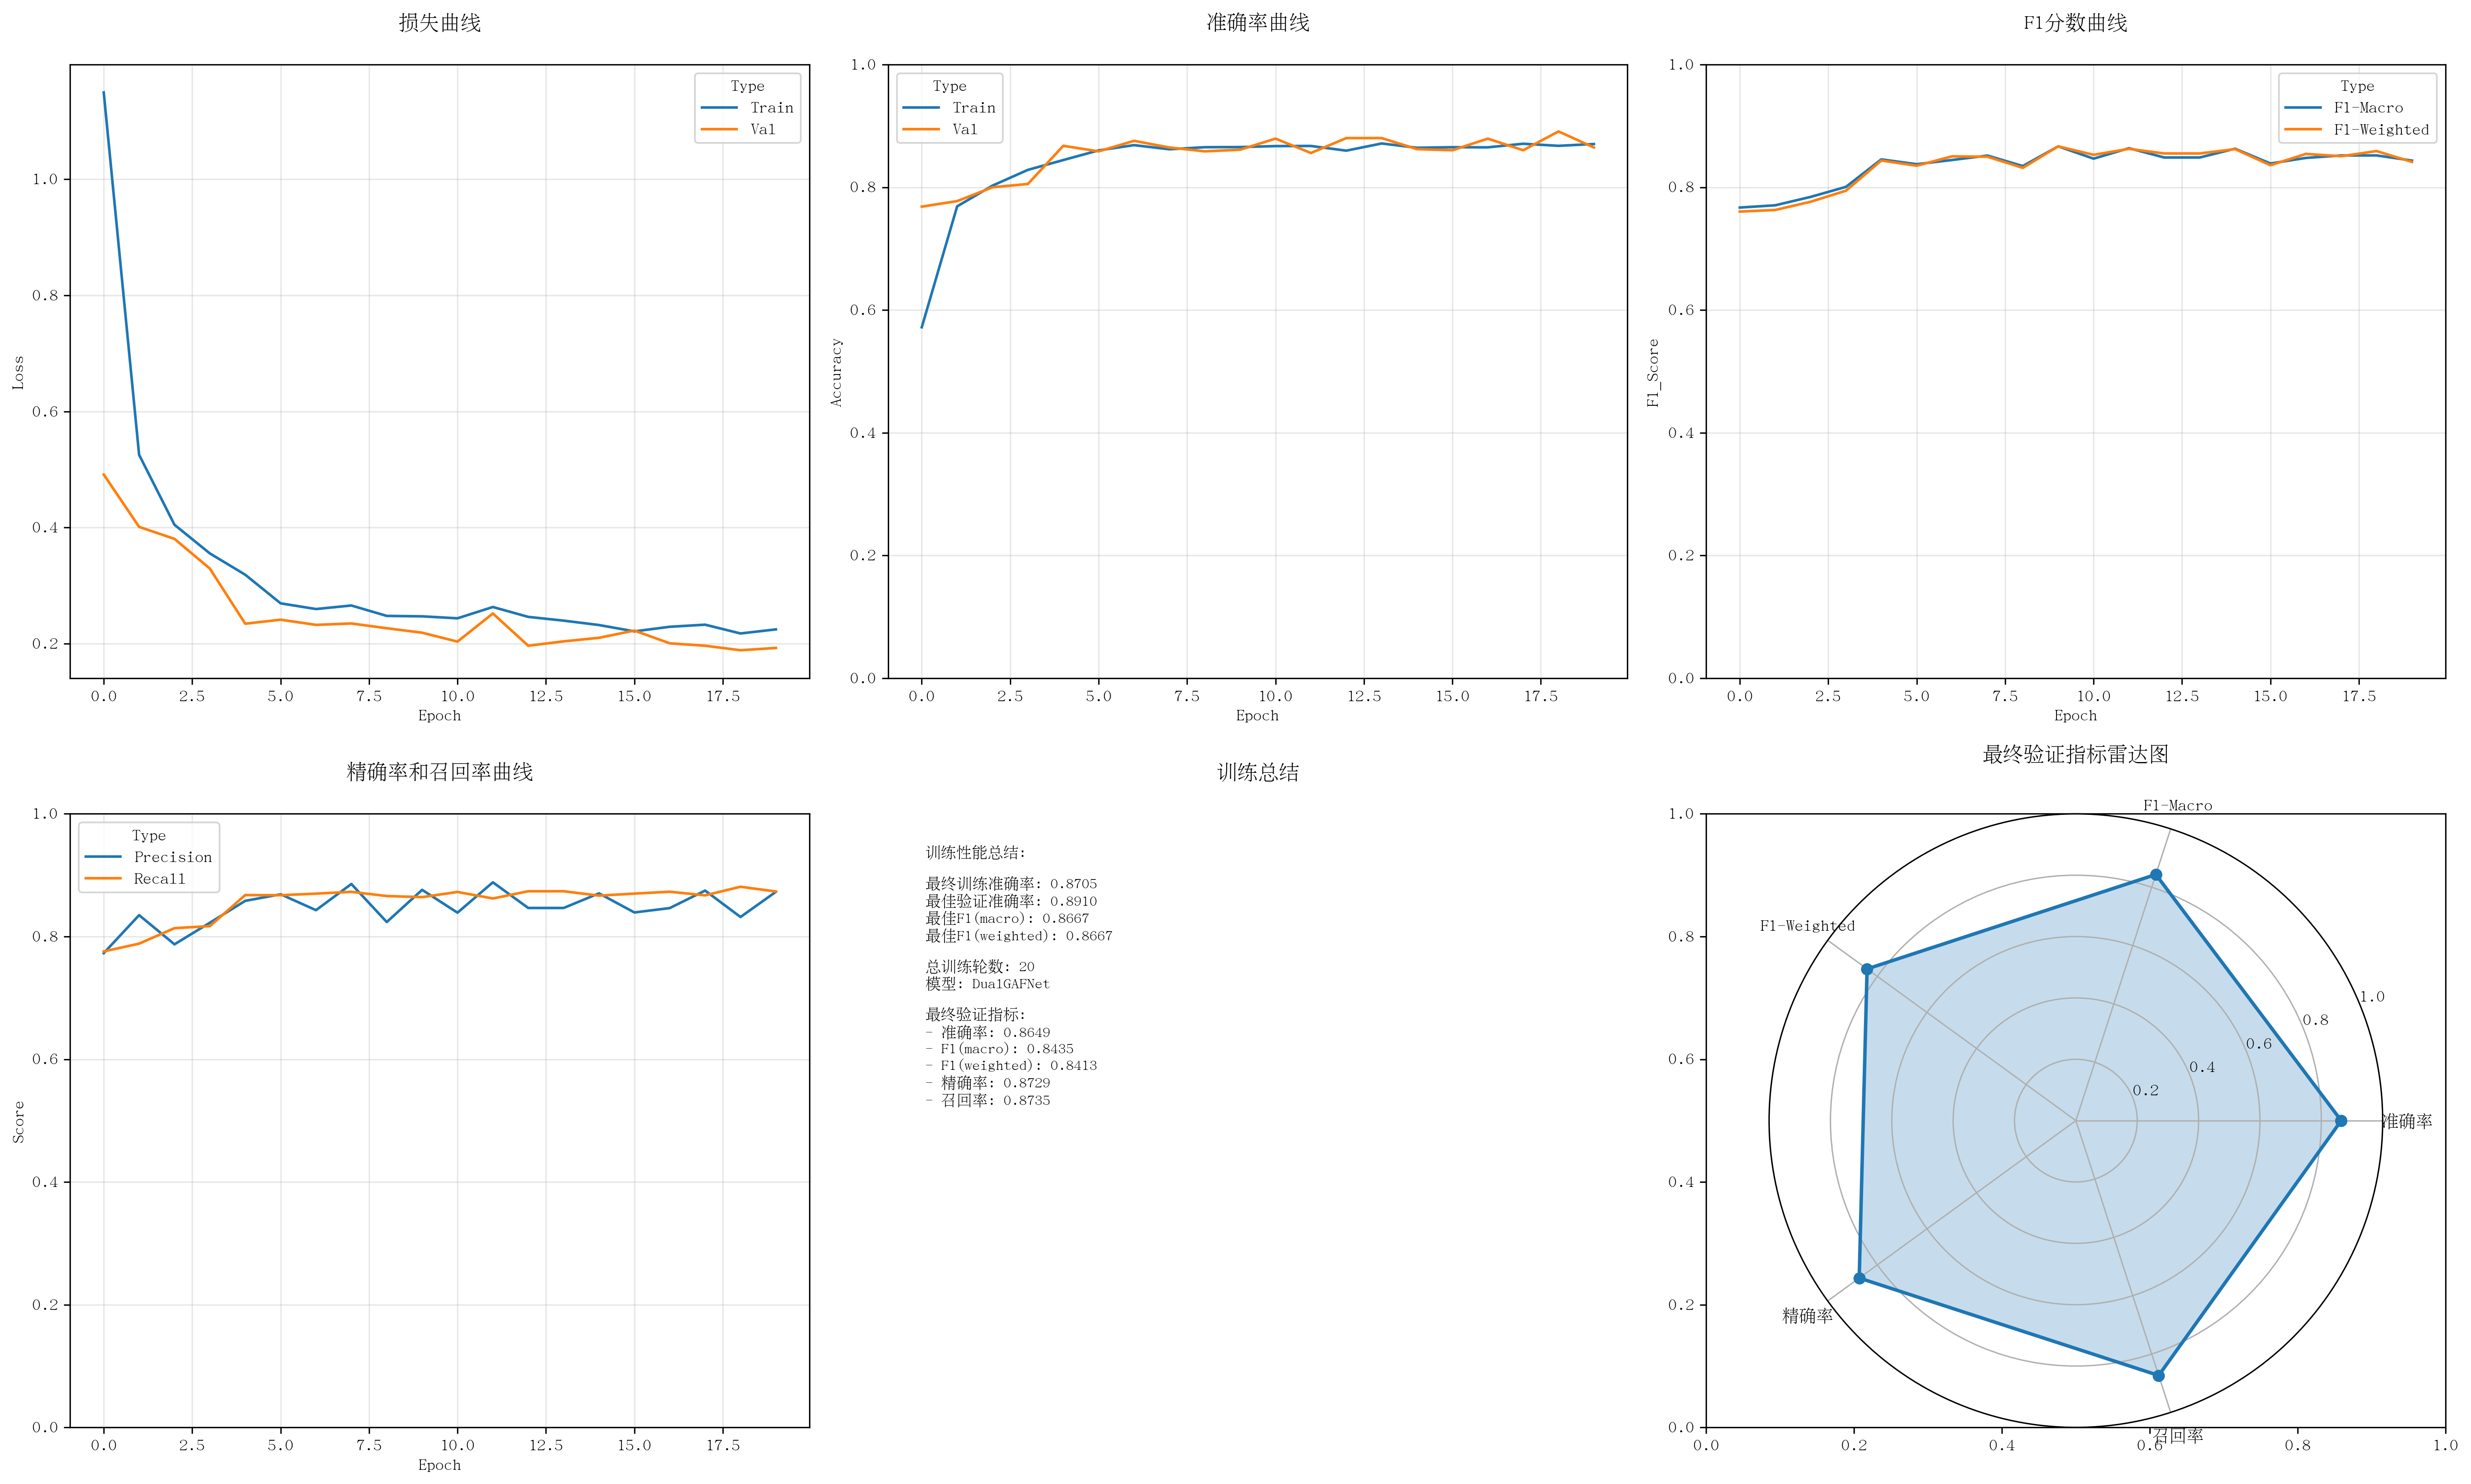 损失曲线
Type
Train
Val
1.0
0.8
0.6
0.4
0.2
Loss
0.0 2.5 5.0 7.5 10.0 12.5 15.0 17.5
Epoch
准确率曲线
Type
Train
Val
1.0
0.8
0.6
0.4
0.2
0.0
Accuracy
0.0 2.5 5.0 7.5 10.0 12.5 15.0 17.5
Epoch
F1分数曲线
Type
F1-Macro
F1-Weighted
1.0
0.8
0.6
0.4
0.2
0.0
F1_Score
0.0 2.5 5.0 7.5 10.0 12.5 15.0 17.5
Epoch
精确率和召回率曲线
Type
Precision
Recall
1.0
0.8
0.6
0.4
0.2
0.0
Score
0.0 2.5 5.0 7.5 10.0 12.5 15.0 17.5
Epoch
训练总结
训练性能总结:
最终训练准确率: 0.8705
最佳验证准确率: 0.8910
最佳F1(macro): 0.8667
最佳F1(weighted): 0.8667
总训练轮数: 20
模型: DualGAFNet
最终验证指标:
- 准确率: 0.8649
- F1(macro): 0.8435
- F1(weighted): 0.8413
- 精确率: 0.8729
- 召回率: 0.8735
最终验证指标雷达图
F1-Macro
F1-Weighted
准确率
精确率
召回率
1.0
0.8
0.6
0.4
0.2
1.0
0.8
0.6
0.4
0.2
0.0
0.0 0.2 0.4 0.6 0.8 1.0